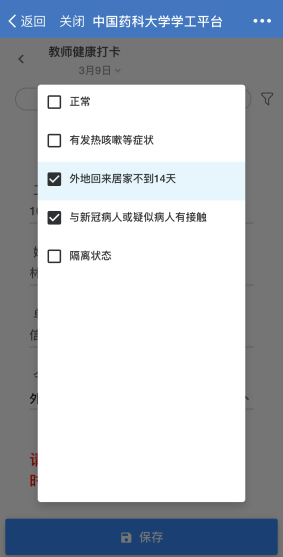 返回 关闭 中国药科大学学工平台
教师健康打卡
3月9日
正常
有发热咳嗽等症状
外地回来居家不到14天
与新冠病人或疑似病人有接触
隔离状态
保存